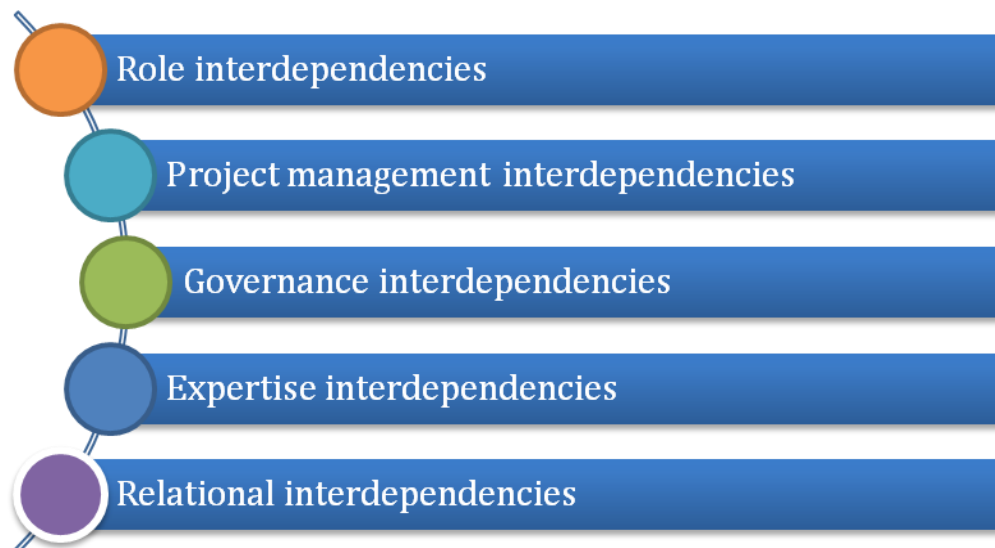 Role interdependencies
Project management interdependencies
Governance interdependencies
Expertise interdependencies
Relational interdependencies